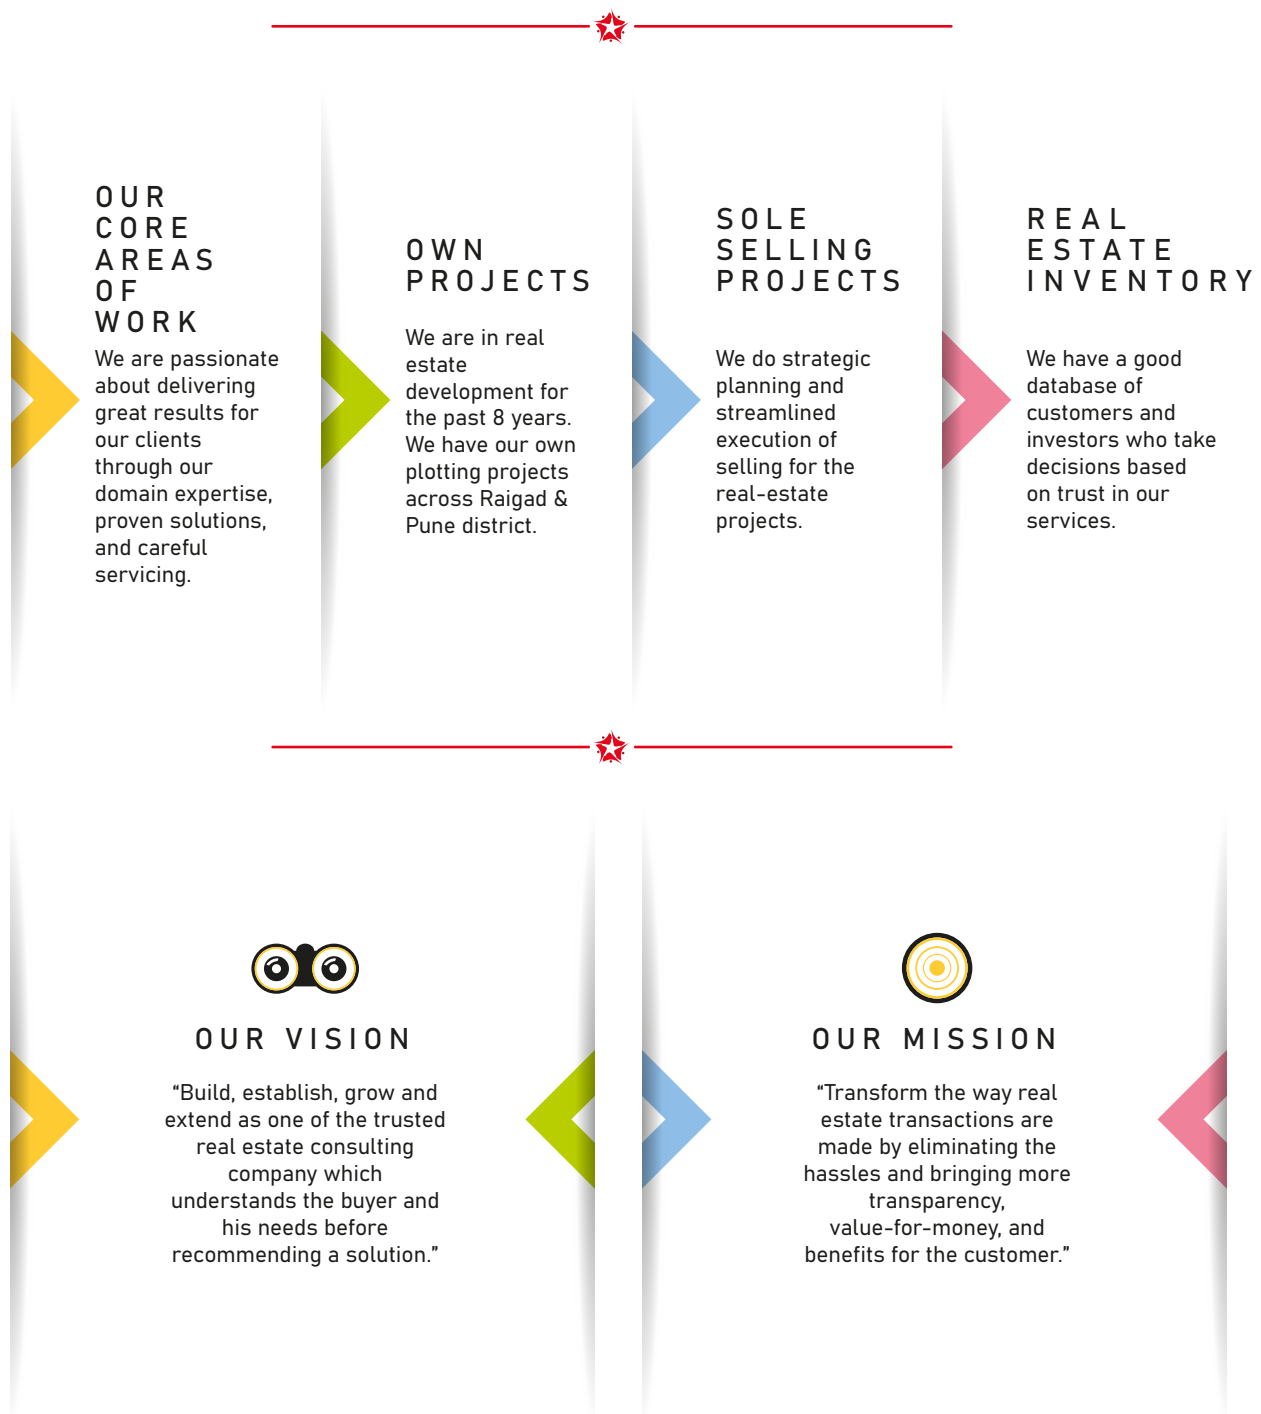 OUR
CORE
AREAS
OF
WORK
We are passionate
about delivering
great results for
our clients
through our
domain expertise,
proven solutions,
and careful
servicing.
OWN
PROJECTS
We are in real
estate
development for
the past 8 years.
We have our own
plotting projects
across Raigad &
Pune district.
SOLE
SELLING
PROJECTS
We do strategic
planning and
streamlined
execution of
selling for the
real-estate
projects.
REAL
ESTATE
INVENTORY
We have a good
database of
customers and
investors who take
decisions based
on trust in our
services.
OUR VISION
“Build, establish, grow and
extend as one of the trusted
real estate consulting
company which
understands the buyer and
his needs before
recommending a solution.”
OUR MISSION
“Transform the way real
estate transactions are
made by eliminating the
hassles and bringing more
transparency,
value-for-money, and
benefits for the customer.”